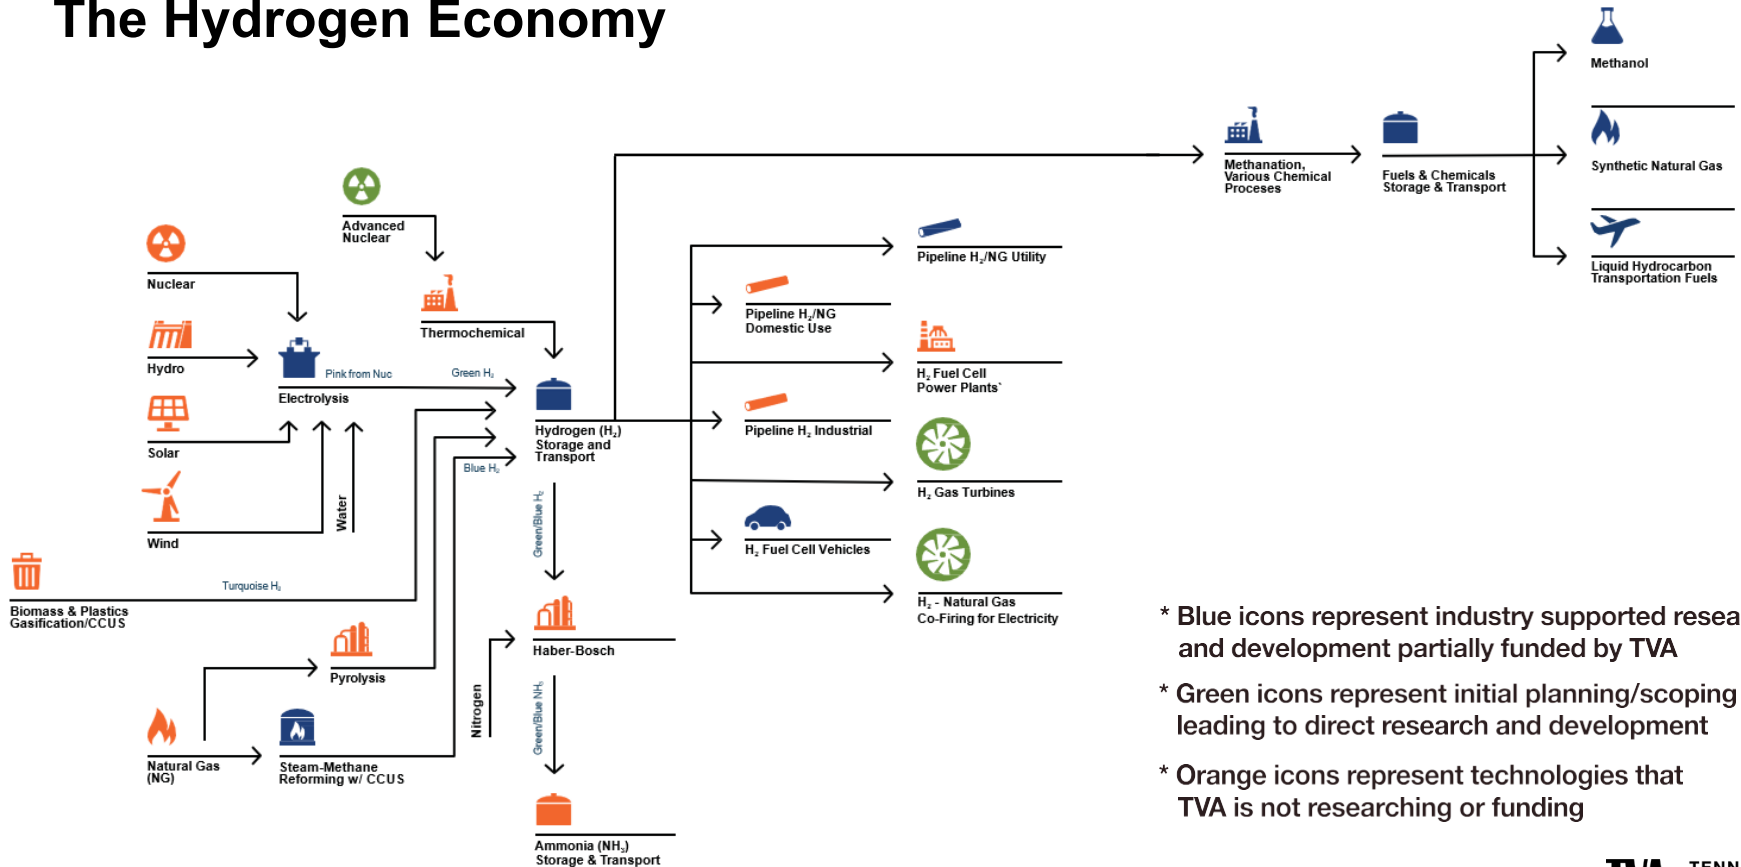 The Hydrogen Economy
Methanol
Synthetic Natural Gas
Liquid Hydrocarbon
Transportation Fuels
Methanation,
Various Chemical
Proceses
Fuels & Chemicals
Storage & Transport
Advanced
Nuclear
Nuclear
Thermochemical
Hydro
Pink from Nuc
Green H₂
Electrolysis
Solar
Water
Wind
Hydrogen (H₂)
Storage and
Transport
Blue H₂
Turquoise H₂
Biomass & Plastics
Gasification/CCUS
Pyrolysis
Natural Gas
(NG)
Steam-Methane
Reforming w/ CCUS
Green/Blue H₂
Nitrogen
Haber-Bosch
Green/Blue NH₃
Ammonia (NH₃)
Storage & Transport
Pipeline H₂/NG Utility
Pipeline H₂/NG
Domestic Use
H₂ Fuel Cell
Power Plants*
Pipeline H₂ Industrial
H₂ Gas Turbines
H₂ Fuel Cell Vehicles
H₂ - Natural Gas
Co-Firing for Electricity
* Blue icons represent industry supported resea
and development partially funded by TVA
* Green icons represent initial planning/scoping
leading to direct research and development
* Orange icons represent technologies that
TVA is not researching or funding
TVA TENN